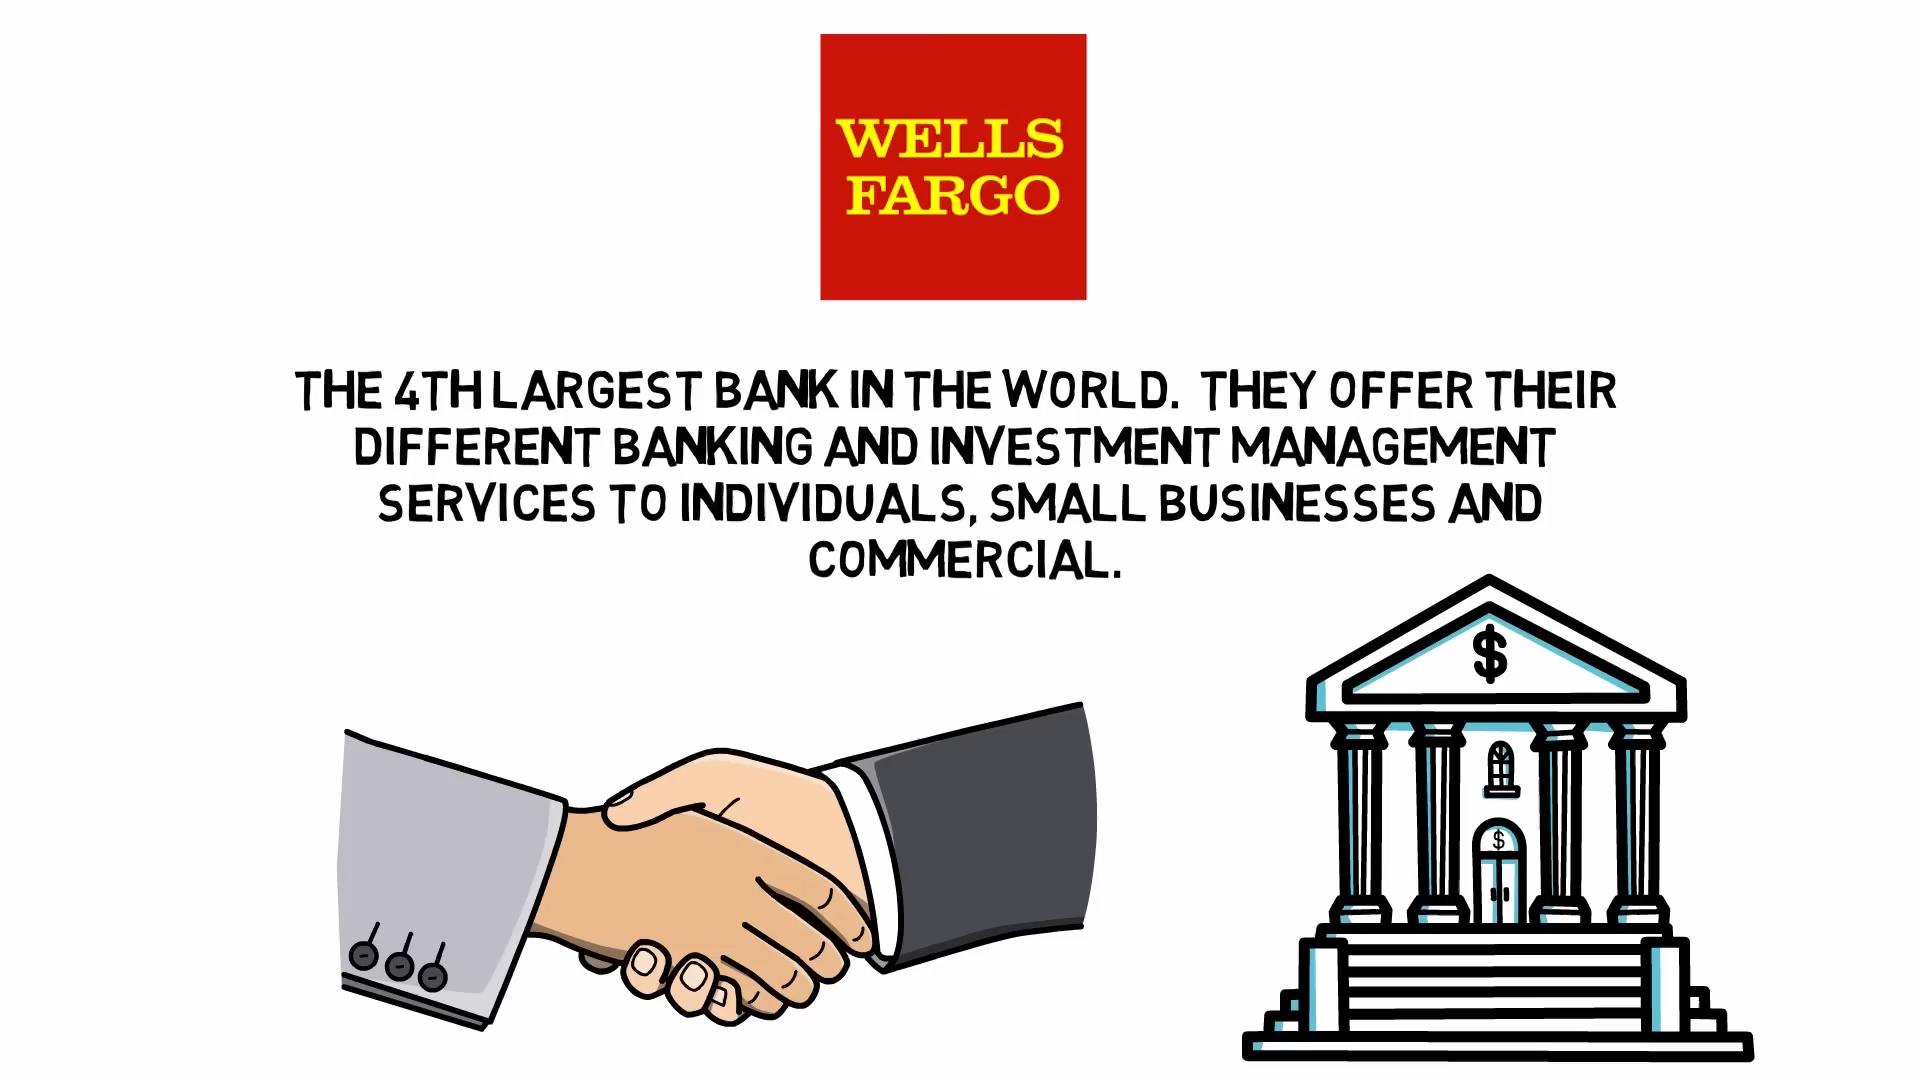 WELLS
FARGO
THE 4TH LARGEST BANK IN THE WORLD. THEY OFFER THEIR
DIFFERENT BANKING AND INVESTMENT MANAGEMENT
SERVICES TO INDIVIDUALS, SMALL BUSINESSES AND
COMMERCIAL.
$
$